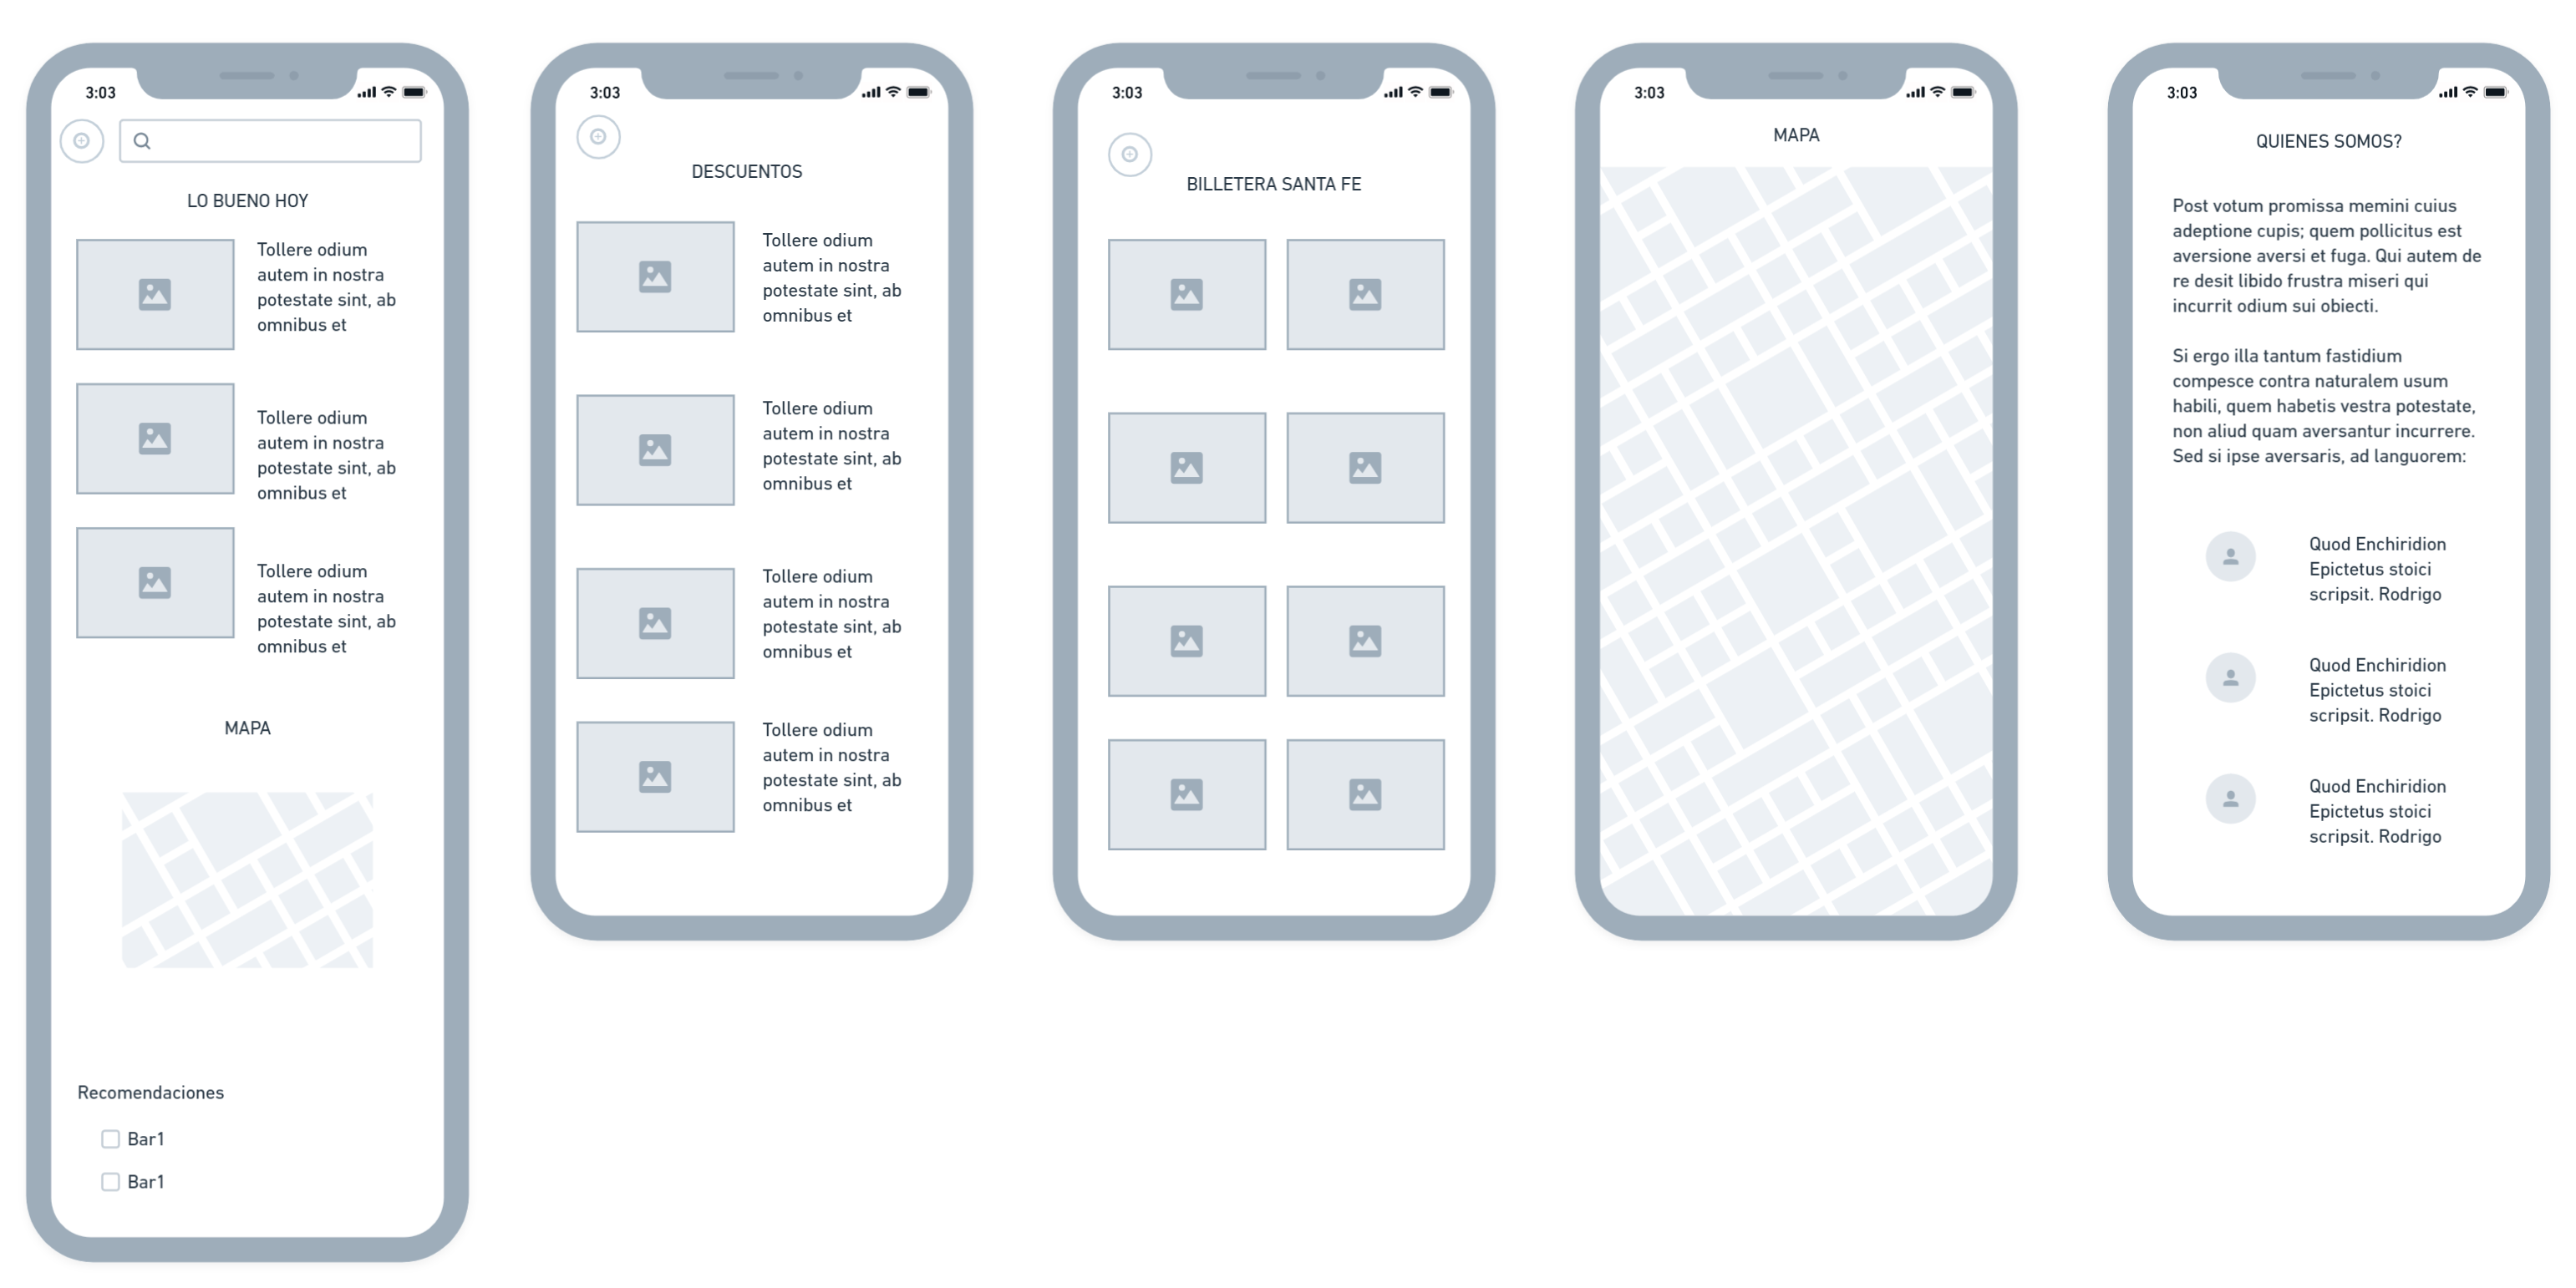 3:03
LO BUENO HOY
Tollere odium
autem in nostra
potestate sint, ab
omnibus et
Tollere odium
autem in nostra
potestate sint, ab
omnibus et
Tollere odium
autem in nostra
potestate sint, ab
omnibus et
MAPA
Recomendaciones
Bar1
Bar1
3:03
DESCUENTOS
Tollere odium
autem in nostra
potestate sint, ab
omnibus et
Tollere odium
autem in nostra
potestate sint, ab
omnibus et
Tollere odium
autem in nostra
potestate sint, ab
omnibus et
Tollere odium
autem in nostra
potestate sint, ab
omnibus et
3:03
BILLETERA SANTA FE
3:03
MAPA
3:03
QUIENES SOMOS?
Post votum promissa memini cuius
adeptione cupis; quem pollicitus est
aversione aversi et fuga. Qui autem de
re desit libido frustra miseri qui
incurrit odium sui obiecti.
Si ergo illa tantum fastidium
compesce contra naturalem usum
habili, quem habetis vestra potestate,
non aliud quam aversantur incurrere.
Sed si ipse aversaris, ad languorem:
Quod Enchiridion
Epictetus stoici
scripsit. Rodrigo
Quod Enchiridion
Epictetus stoici
scripsit. Rodrigo
Quod Enchiridion
Epictetus stoici
scripsit. Rodrigo